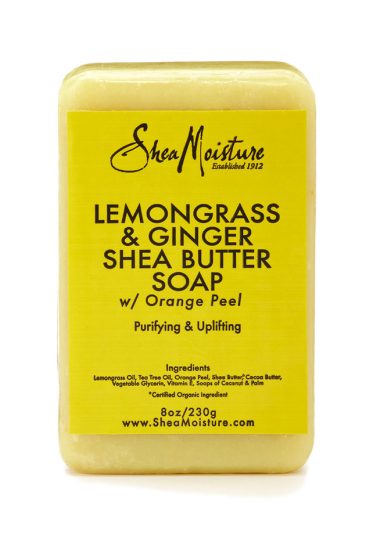 SheaMoisture
Established 1912
LEMONGRASS
& GINGER
SHEA BUTTER
SOAP
w/ Orange Peel
Purifying & Uplifting
Ingredients
Lemongrass Oil, Tea Tree Oil, Orange Peel, Shea Butter,* Cocoa Butter,
Vegetable Glycerin, Vitamin E, Soaps of Coconut & Palm
*Certified Organic Ingredient
8oz/230g
www.SheaMoisture.com